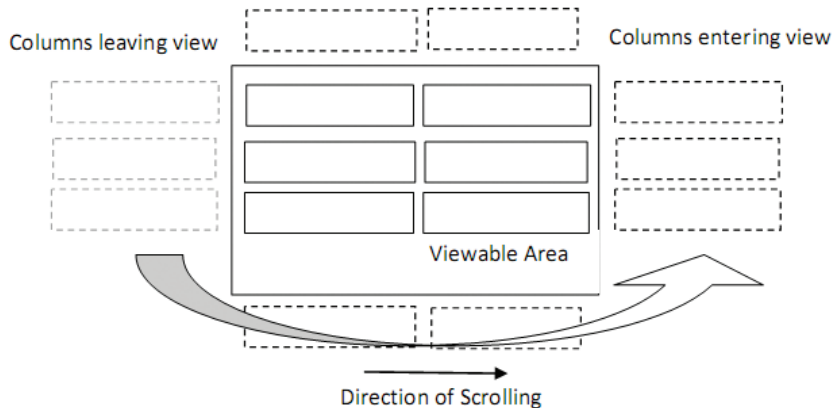 Columns leaving view
Columns entering view
Viewable Area
Direction of Scrolling